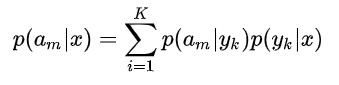 p(a_m|x) = \sum_{i=1}^{K} p(a_m|y_k)p(y_k|x)